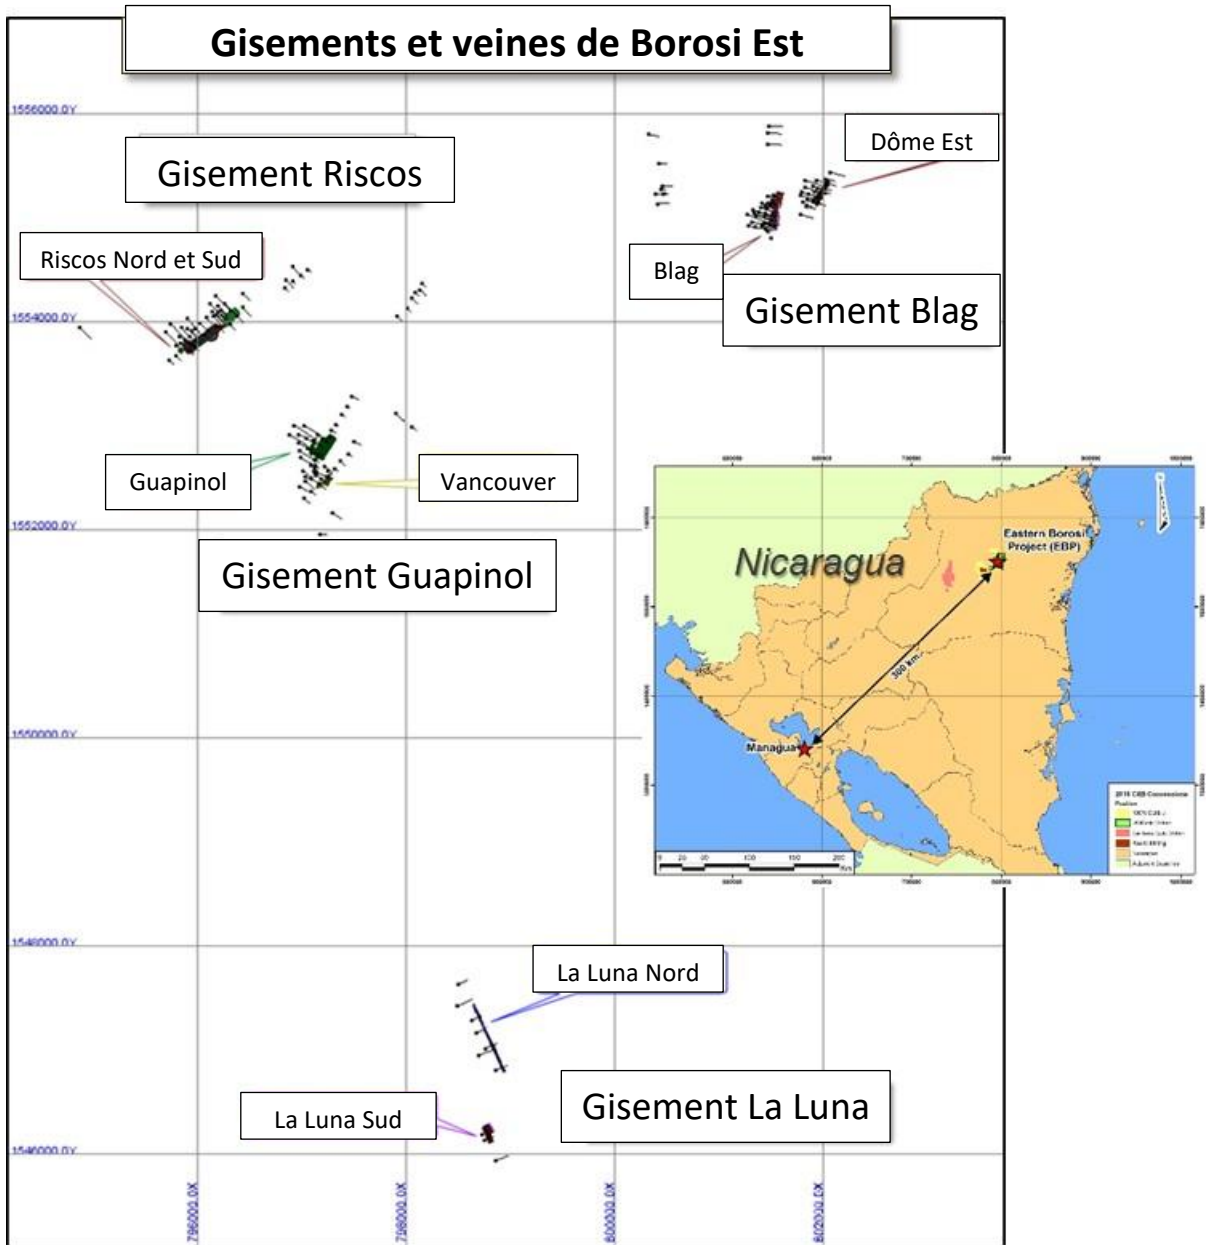 Gisements et veines de Borosi Est
1556000.0Y
Dôme Est
Gisement Riscos
Riscos Nord et Sud
Blag
Gisement Blag
1554000.0Y
Guapinol
Vancouver
1552000.0Y
Gisement Guapinol
Eastern Borosi
Project (EBP)
Nicaragua
300 km
Managua
1550000.0Y
1548000.0Y
La Luna Nord
Gisement La Luna
La Luna Sud
1546000.0Y
796000.0X
798000.0X
800000.0X
802000.0X